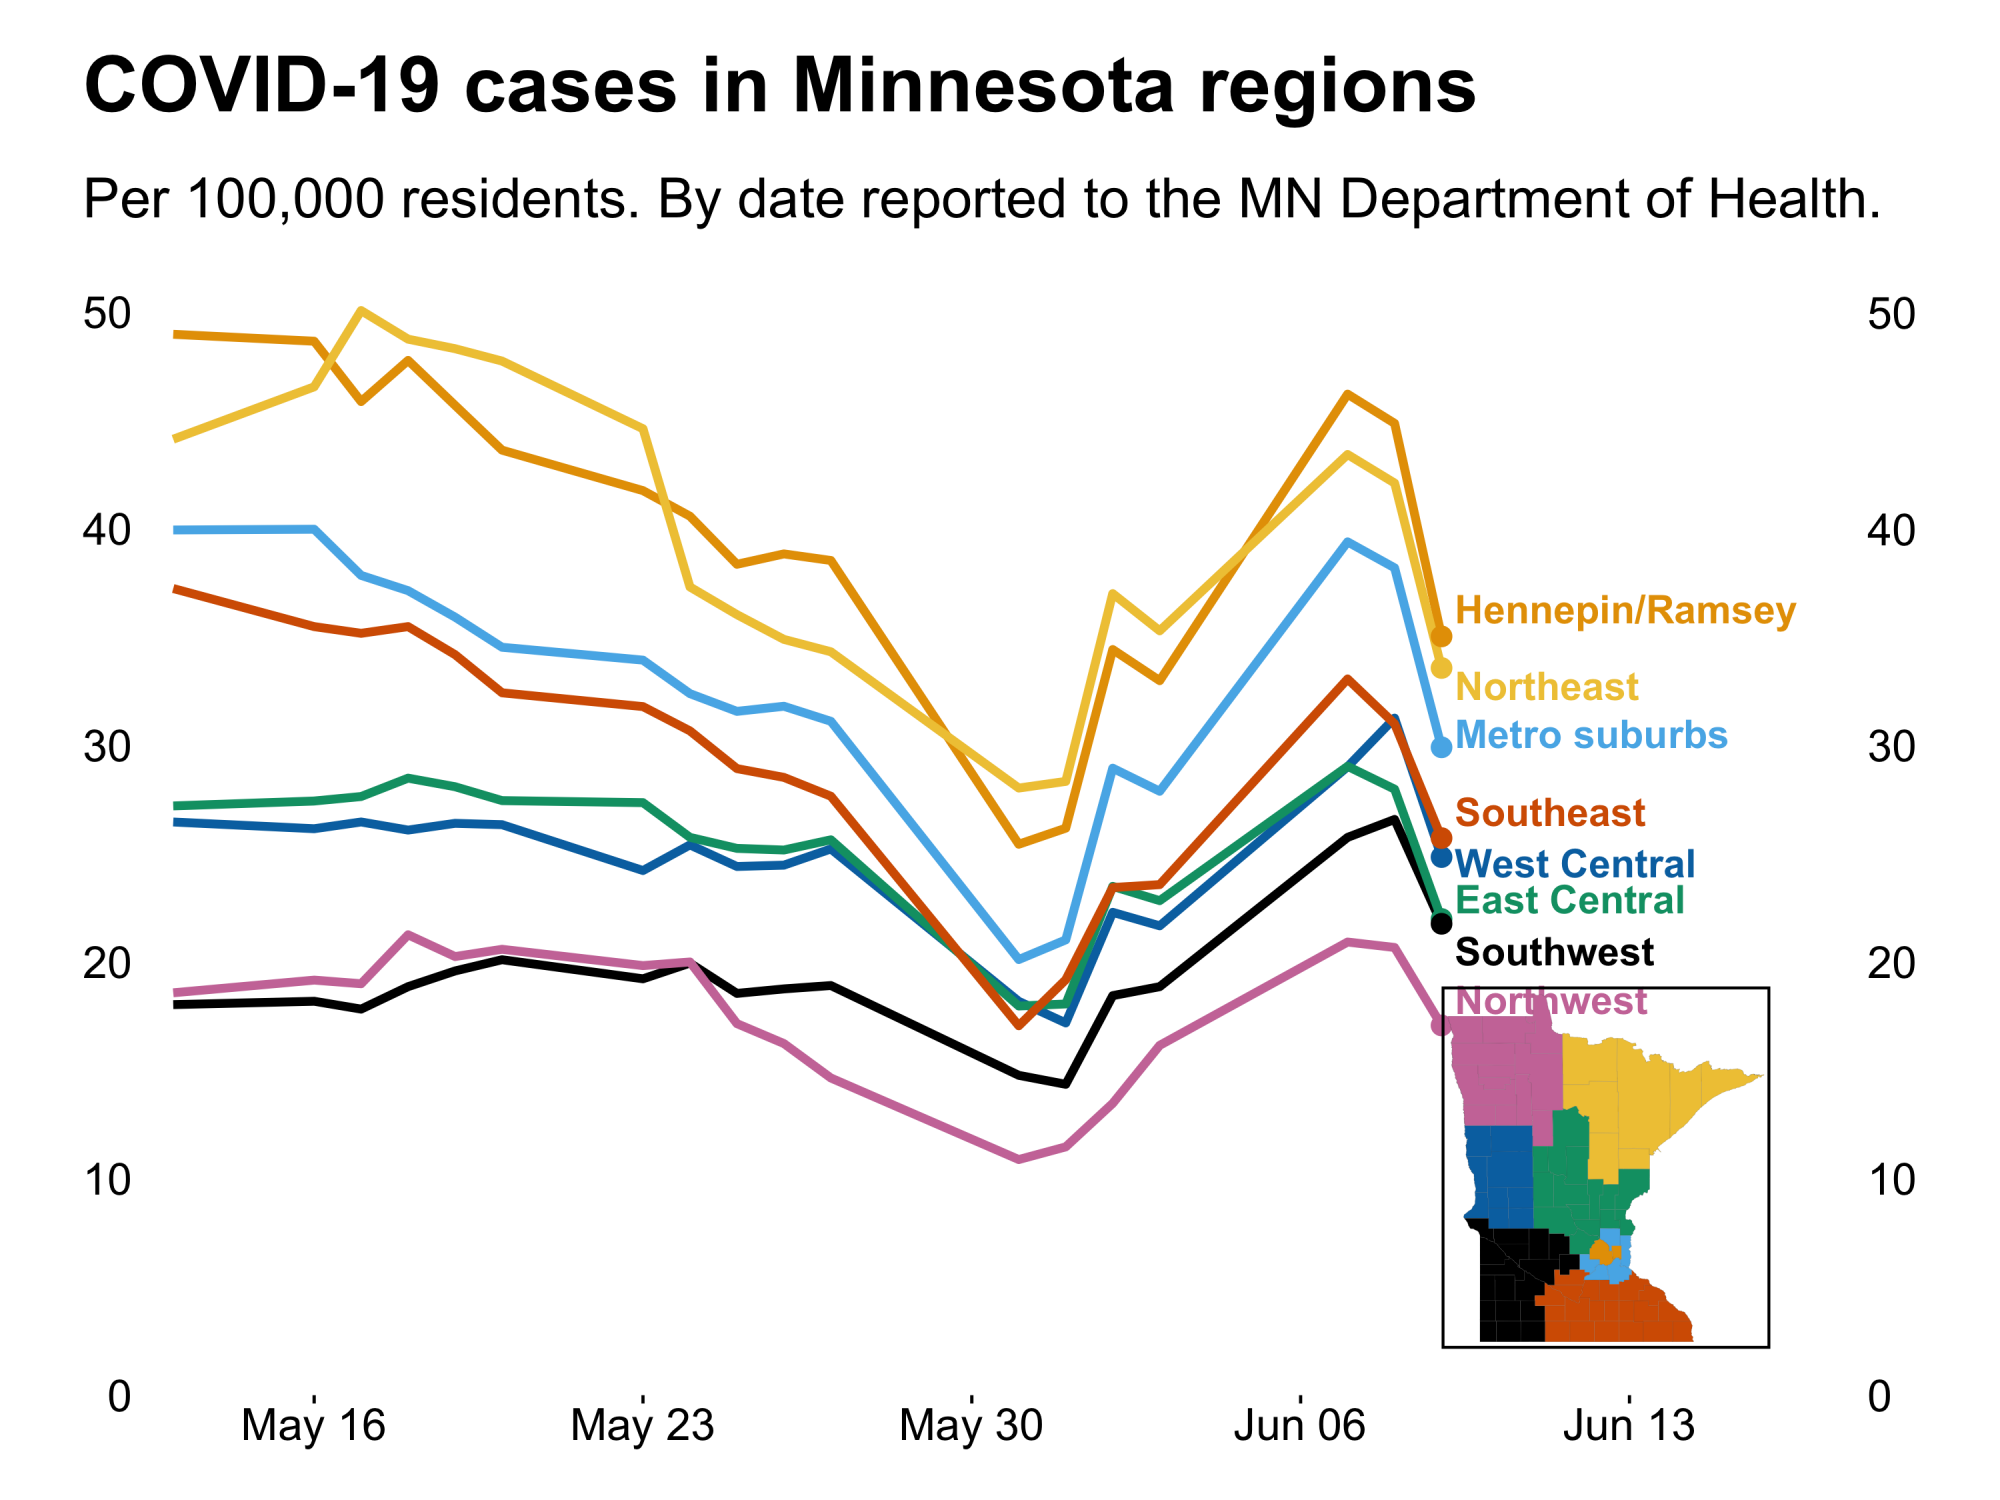 COVID-19 cases in Minnesota regions
Per 100,000 residents. By date reported to the MN Department of Health.
50
50
40
40
Hennepin/Ramsey
Northeast
Metro suburbs
30
30
Southeast
West Central
East Central
Southwest
20
20
Northwest
10
10
0
0
May 16
May 23
May 30
Jun 06
Jun 13